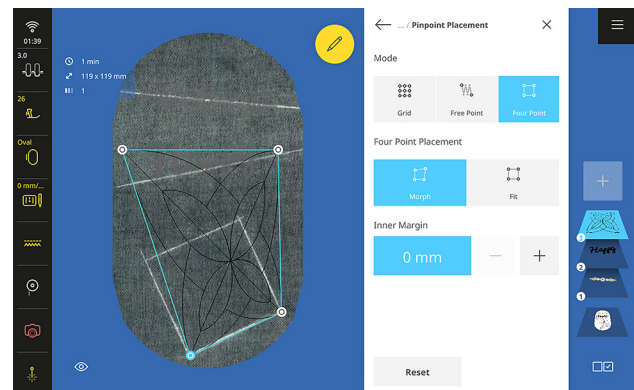 01:39
3.0
26
Oval
0 mm/...
1 min
119 x 119 mm
1
... / Pinpoint Placement
Mode
Grid
Free Point
Four Point
Four Point Placement
Morph
Fit
Inner Margin
0 mm
Reset
3
Happy
2
1